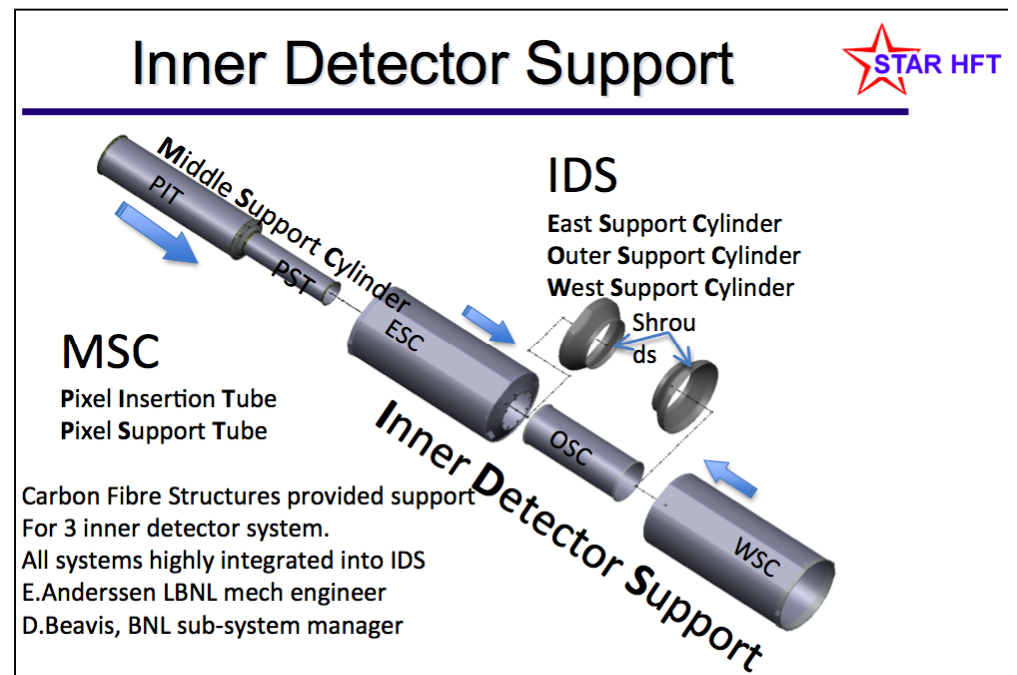 Inner Detector Support
STAR HFT
Middle Support Cylinder
PIT
PST
IDS
East Support Cylinder
Outer Support Cylinder
West Support Cylinder
Shrou
ds
ESC
MSC
Pixel Insertion Tube
Pixel Support Tube
OSC
WSC
Inner Detector Support
Carbon Fibre Structures provided support
For 3 inner detector system.
All systems highly integrated into IDS
E.Anderssen LBNL mech engineer
D.Beavis, BNL sub-system manager